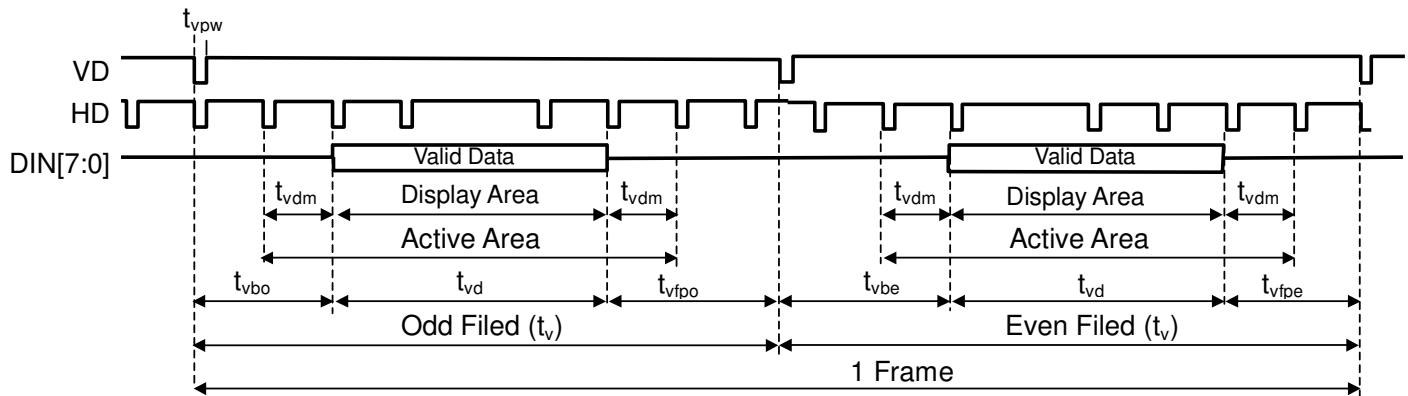 tvpw
VD
HD
DIN[7:0] Valid Data Valid Data
tvdm Display Area tvdm tvdm Display Area tvdm
Active Area Active Area
tvbo tvd tvfpo tvbe tvd tvfpe
Odd Filed (tv) Even Filed (tv)
1 Frame